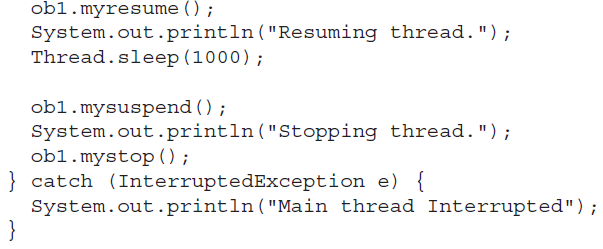 ob1.myresume();
System.out.println("Resuming thread.");
Thread.sleep(1000);
ob1.mysuspend();
System.out.println("Stopping thread.");
ob1.mystop();
} catch (InterruptedException e) {
System.out.println("Main thread Interrupted");
}